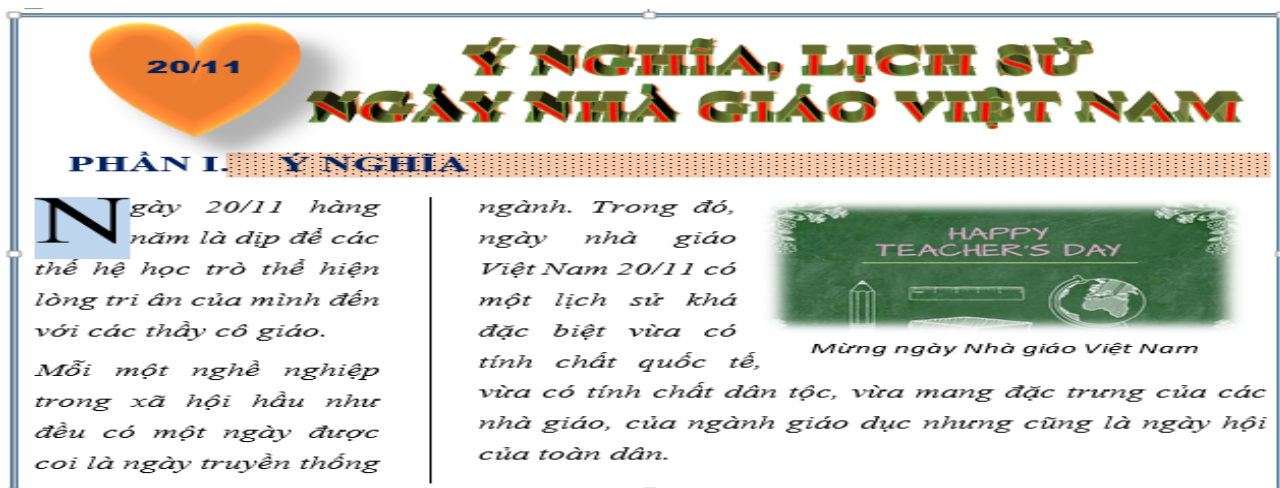 20/11
Ý NGHĨA, LỊCH SỬ
NGÀY NHÀ GIÁO VIỆT NAM
PHẦN I. Ý NGHĨA
Ngày 20/11 hàng
năm là dịp để các
thế hệ học trò thể hiện
lòng tri ân của mình đến
với các thầy cô giáo.
Mỗi một nghề nghiệp
trong xã hội hầu như
đều có một ngày được
coi là ngày truyền thống
ngành. Trong đó,
ngày nhà giáo
Việt Nam 20/11 có
một lịch sử khá
đặc biệt vừa có
tính chất quốc tế,
vừa có tính chất dân tộc, vừa mang đặc trưng của các
nhà giáo, của ngành giáo dục nhưng cũng là ngày hội
của toàn dân.
HAPPY
TEACHER'S DAY
Mừng ngày Nhà giáo Việt Nam